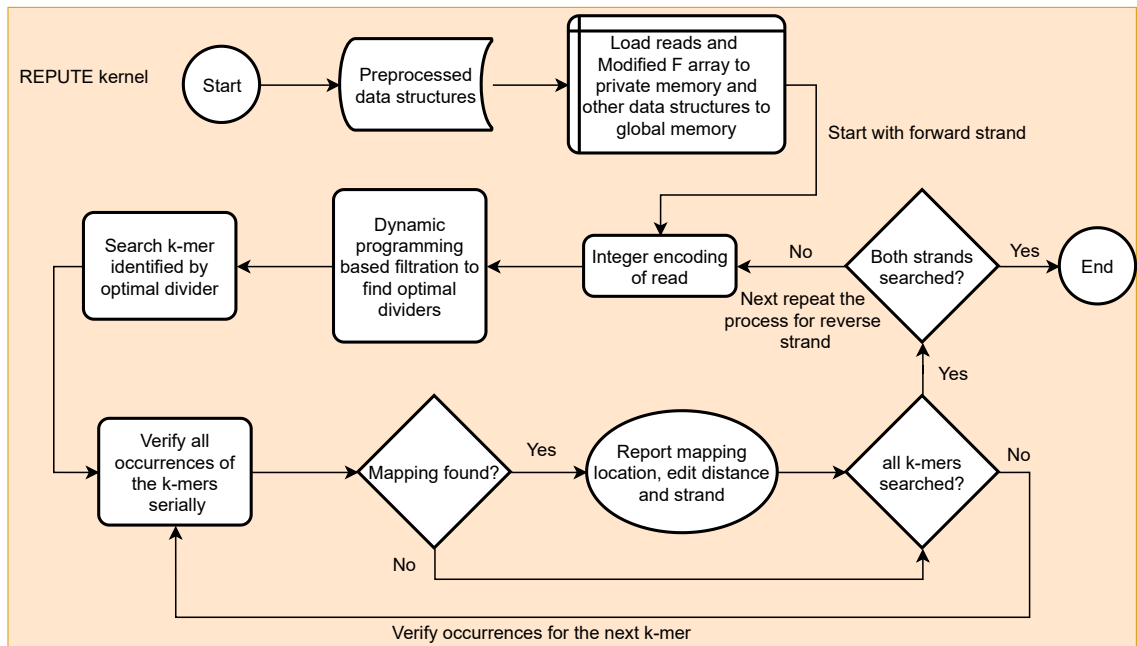 REPUTE kernel
Start
Preprocessed
data structures
Load reads and
Modified F array to
private memory and
other data structures to
global memory
Start with forward strand
Search k-mer
identified by
optimal divider
Dynamic
programming
based filtration to
find optimal
dividers
Integer encoding
of read
No
Both strands
searched?
Yes
End
Next repeat the
process for reverse
strand
Yes
Verify all
occurrences of
the k-mers
serially
Mapping found?
Yes
Report mapping
location, edit distance
and strand
all k-mers
searched?
No
No
Verify occurrences for the next k-mer